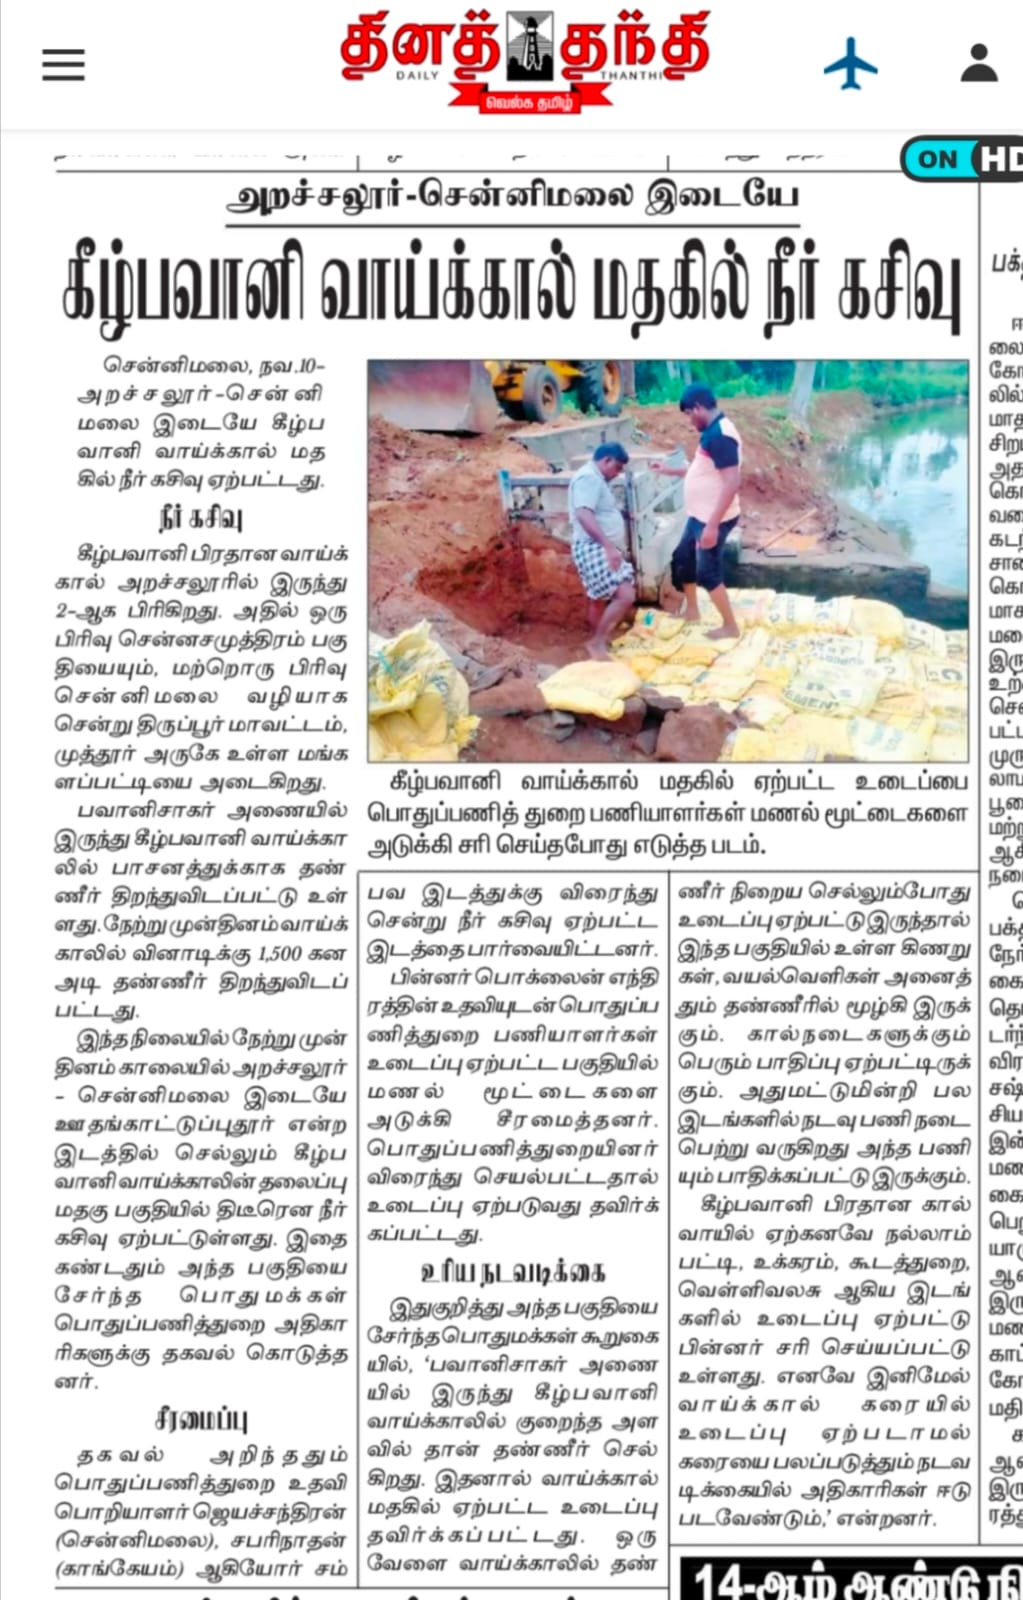 தினத் தந்தி
DAILY THANTHI
வெல்க தமிழ்
ON HD
அறச்சலூர்-சென்னிமலை இடையே
கீழ்பவானி வாய்க்கால் மதகில் நீர் கசிவு
சென்னிமலை, நவ.10-
அறச்சலூர்-சென்னி
மலை இடையே கீழ்ப
வானி வாய்க்கால் மத
கில் நீர் கசிவு ஏற்பட்டது.
நீர் கசிவு
கீழ்பவானி பிரதான வாய்க்
கால் அறச்சலூரில் இருந்து
2-ஆக பிரிகிறது. அதில் ஒரு
பிரிவு சென்னசமுத்திரம் பகு
தியையும், மற்றொரு பிரிவு
சென்னிமலை வழியாக
சென்று திருப்பூர் மாவட்டம்,
முத்தூர் அருகே உள்ள மங்க
ளப்பட்டியை அடைகிறது.
பவானிசாகர் அணையில்
இருந்து கீழ்பவானி வாய்க்கா
லில் பாசனத்துக்காக தண்
ணீர் திறந்துவிடப்பட்டு உள்
ளது. நேற்று முன்தினம் வாய்க்
காலில் வினாடிக்கு 1,500 கன
அடி தண்ணீர் திறந்துவிடப்
பட்டது.
இந்த நிலையில் நேற்று முன்
தினம் காலையில் அறச்சலூர்
- சென்னிமலை இடையே
ஊதங்காட்டுப்புதூர் என்ற
இடத்தில் செல்லும் கீழ்ப
வானி வாய்க்காலின் தலைப்பு
மதகு பகுதியில் திடீரென நீர்
கசிவு ஏற்பட்டுள்ளது. இதை
கண்டதும் அந்த பகுதியை
சேர்ந்த பொதுமக்கள்
பொதுப்பணித்துறை அதிகா
ரிகளுக்கு தகவல் கொடுத்த
னர்.
சீரமைப்பு
தகவல் அறிந்ததும்
பொதுப்பணித்துறை உதவி
பொறியாளர் ஜெயச்சந்திரன்
(சென்னிமலை), சபரிநாதன்
(காங்கேயம்) ஆகியோர் சம்
கீழ்பவானி வாய்க்கால் மதகில் ஏற்பட்ட உடைப்பை
பொதுப்பணித் துறை பணியாளர்கள் மணல் மூட்டைகளை
அடுக்கி சரி செய்தபோது எடுத்த படம்.
பவ இடத்துக்கு விரைந்து
சென்று நீர் கசிவு ஏற்பட்ட
இடத்தை பார்வையிட்டனர்.
பின்னர் பொக்லைன் எந்தி
ரத்தின் உதவியுடன் பொதுப்ப
ணித்துறை பணியாளர்கள்
உடைப்பு ஏற்பட்ட பகுதியில்
மணல் மூட்டைகளை
அடுக்கி சீரமைத்தனர்.
பொதுப்பணித்துறையினர்
விரைந்து செயல்பட்டதால்
உடைப்பு ஏற்படுவது தவிர்க்
கப்பட்டது.
உரிய நடவடிக்கை
இதுகுறித்து அந்த பகுதியை
சேர்ந்த பொதுமக்கள் கூறுகை
யில், ‘பவானிசாகர் அணை
யில் இருந்து கீழ்பவானி
வாய்க்காலில் குறைந்த அள
வில் தான் தண்ணீர் செல்
கிறது. இதனால் வாய்க்கால்
மதகில் ஏற்பட்ட உடைப்பு
தவிர்க்கப்பட்டது. ஒரு
வேளை வாய்க்காலில் தண்
ணீர் நிறைய செல்லும்போது
உடைப்பு ஏற்பட்டு இருந்தால்
இந்த பகுதியில் உள்ள கிணறு
கள், வயல்வெளிகள் அனைத்
தும் தண்ணீரில் மூழ்கி இருக்
கும். கால்நடைகளுக்கும்
பெரும் பாதிப்பு ஏற்பட்டிருக்
கும். அதுமட்டுமின்றி பல
இடங்களில் நடவு பணி நடை
பெற்று வருகிறது அந்த பணி
யும் பாதிக்கப்பட்டு இருக்கும்.
கீழ்பவானி பிரதான கால்
வாயில் ஏற்கனவே நல்லாம்
பட்டி, உக்கரம், கூடத்துறை,
வெள்ளிவலசு ஆகிய இடங்
களில் உடைப்பு ஏற்பட்டு
பின்னர் சரி செய்யப்பட்டு
உள்ளது. எனவே இனிமேல்
வாய்க்கால் கரையில்
உடைப்பு ஏற்படாமல்
கரையை பலப்படுத்தும் நடவ
டிக்கையில் அதிகாரிகள் ஈடு
படவேண்டும்,’ என்றனர்.
14-ஆம் ஆண்டு நி